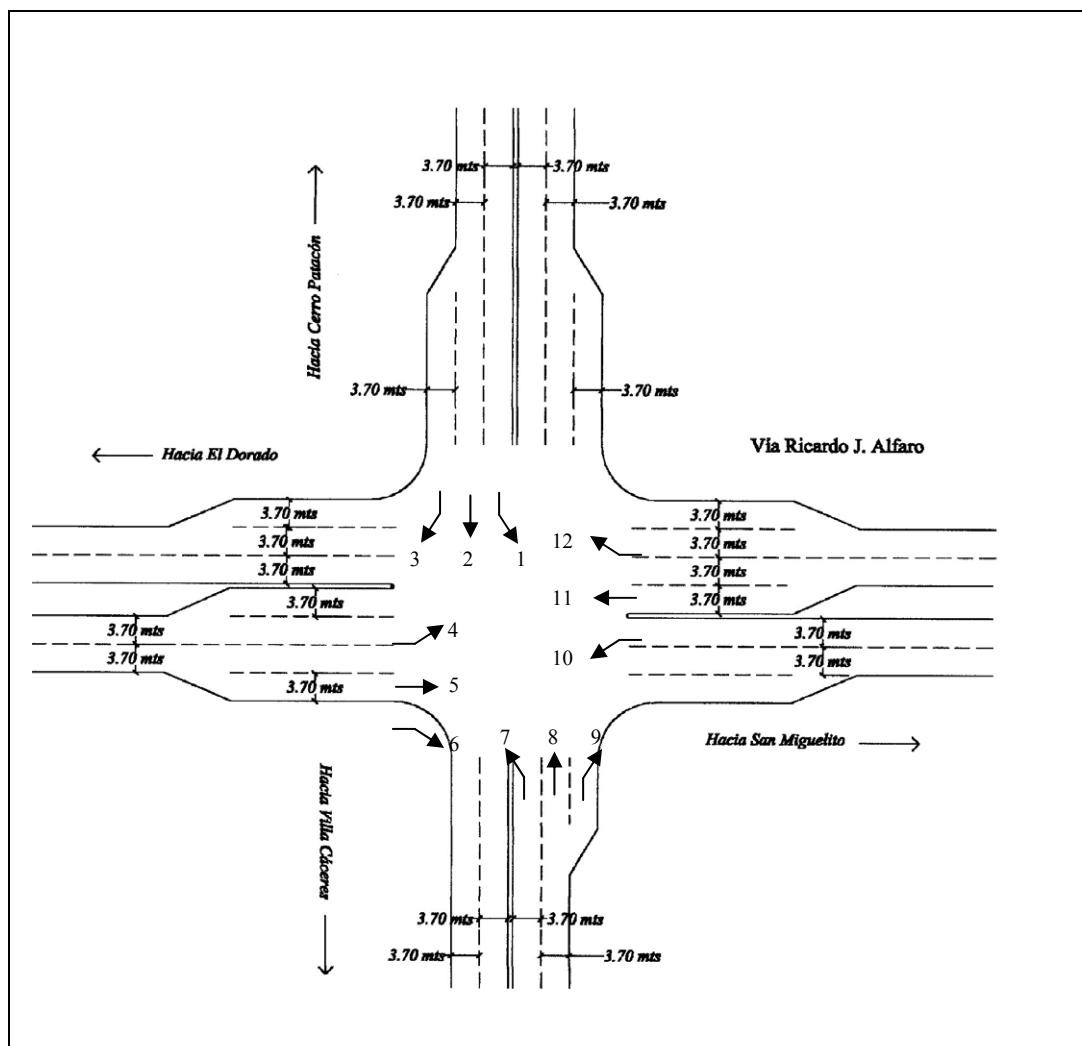 3.70 mts 3.70 mts
3.70 mts 3.70 mts
Hacia Cerro Patacón
3.70 mts 3.70 mts
Vía Ricardo J. Alfaro
Hacia El Dorado
3.70 mts 3.70 mts
3.70 mts 3.70 mts
3 2 1 12
3.70 mts 3.70 mts
3.70 mts 11 3.70 mts
4
3.70 mts 3.70 mts
3.70 mts 10 3.70 mts
3.70 mts 5
6 7 8 9 Hacia San Miguelito
Hacia Villa Cáceres
3.70 mts 3.70 mts
3.70 mts 3.70 mts